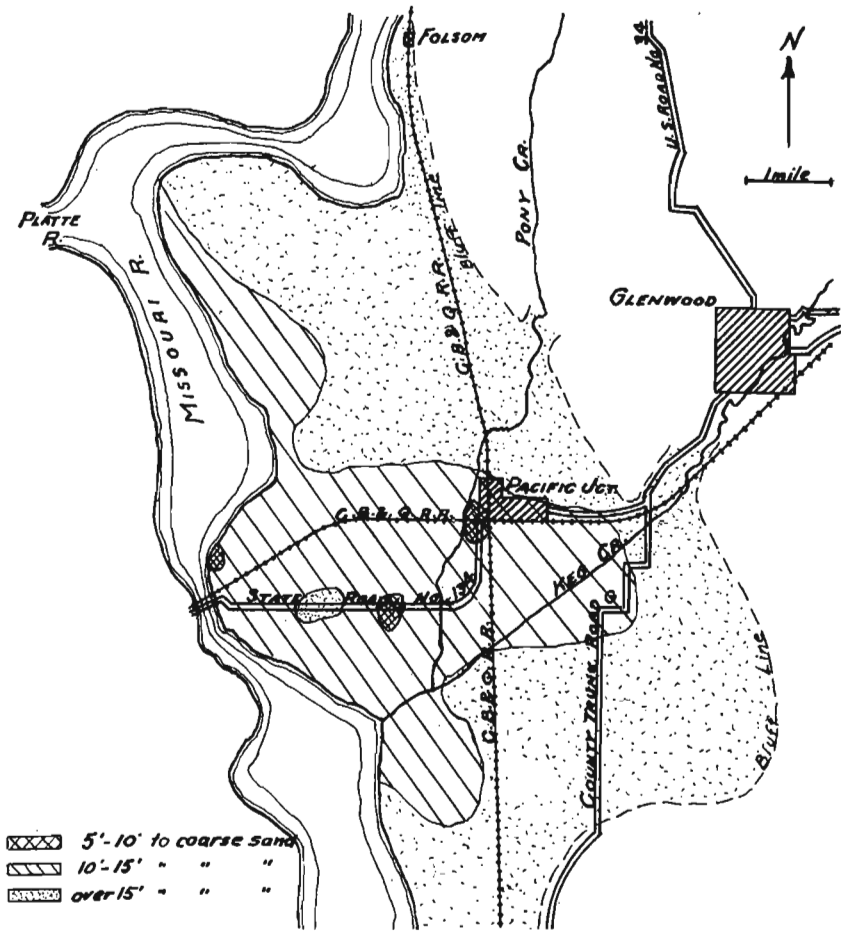 FOLSOM
N
U.S. ROAD NO 34
1 mile
PONY CR.
C.B & Q R.R.
Bluff Line
PLATTE
R.
MISSOURI R.
GLENWOOD
PACIFIC JCT.
C.B. & Q R.R.
KEG CR.
STATE ROAD NO. 134
C.B & Q. R.R.
COUNTY TRUNK ROAD G
Bluff Line
5'-10' to coarse sand
10'-15' " " "
over 15' " " "